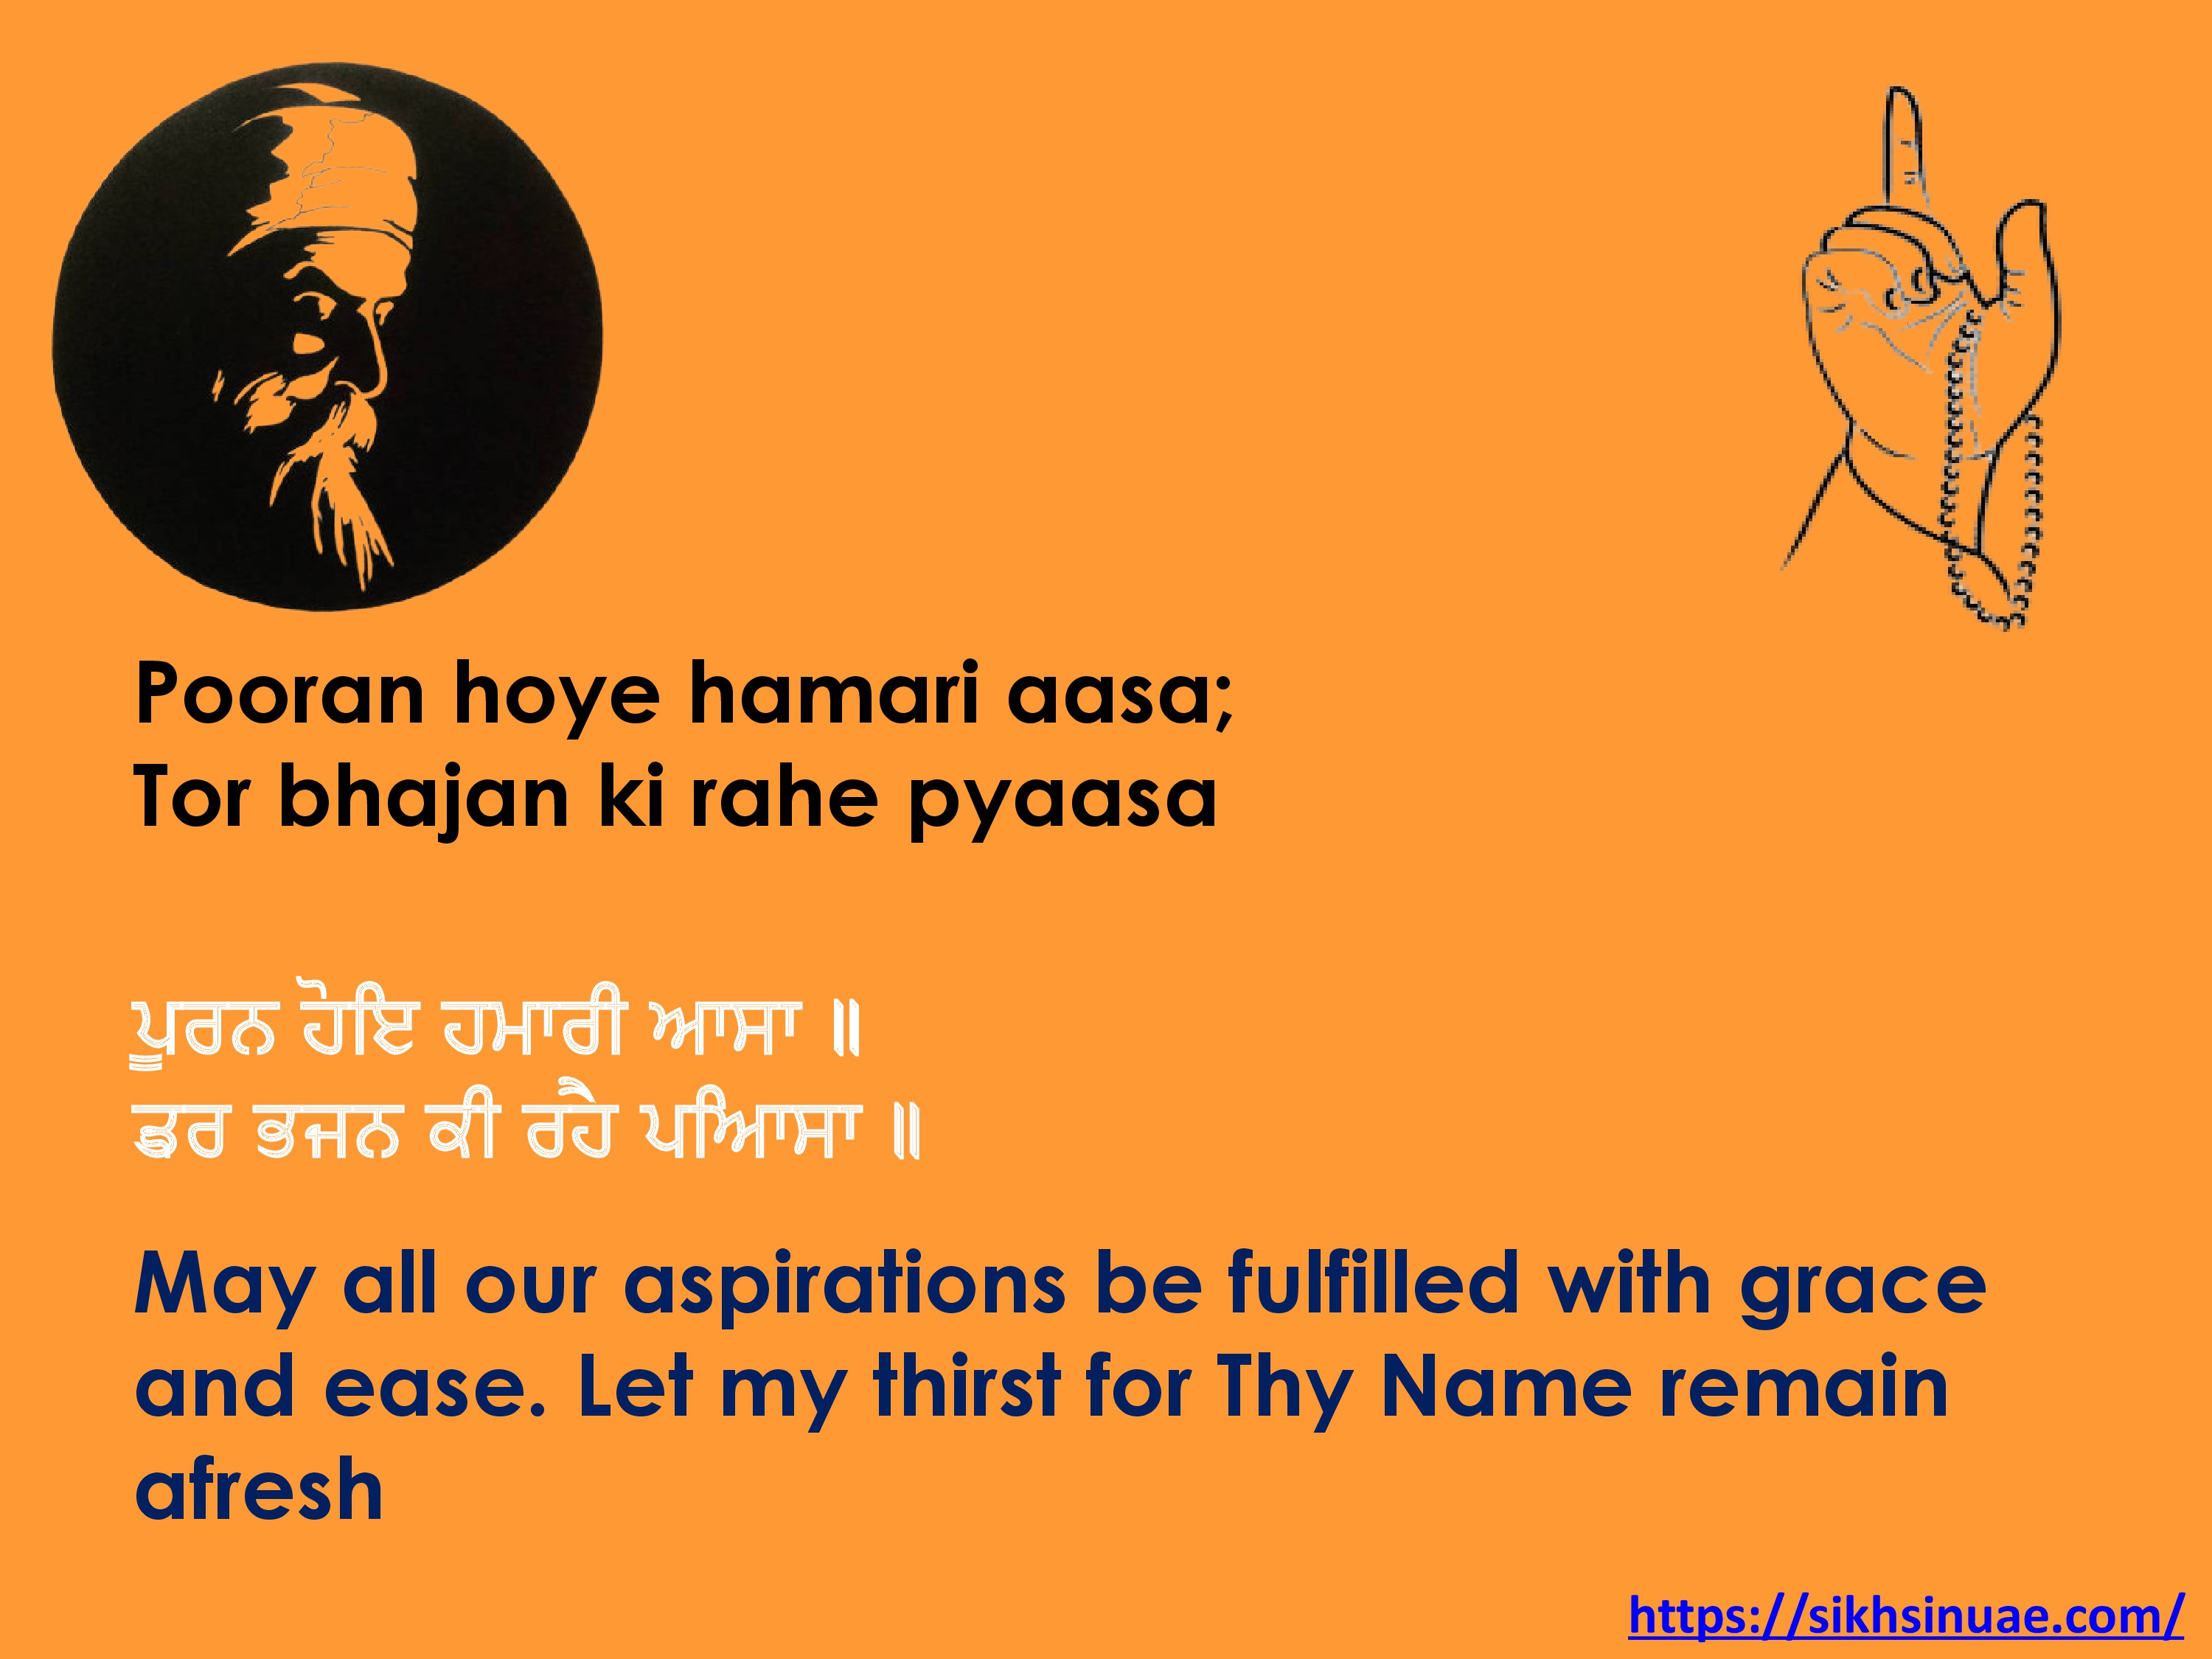 Pooran hoye hamari aasa;
Tor bhajan ki rahe pyaasa
ਪੂਰਨ ਹੋਇ ਹਮਾਰੀ ਆਸਾ ॥
ਭਜਨ ਕੀ ਰਹੈ ਪਿਆਸਾ ॥
May all our aspirations be fulfilled with grace
and ease. Let my thirst for Thy Name remain
afresh
https://sikhsinuae.com/